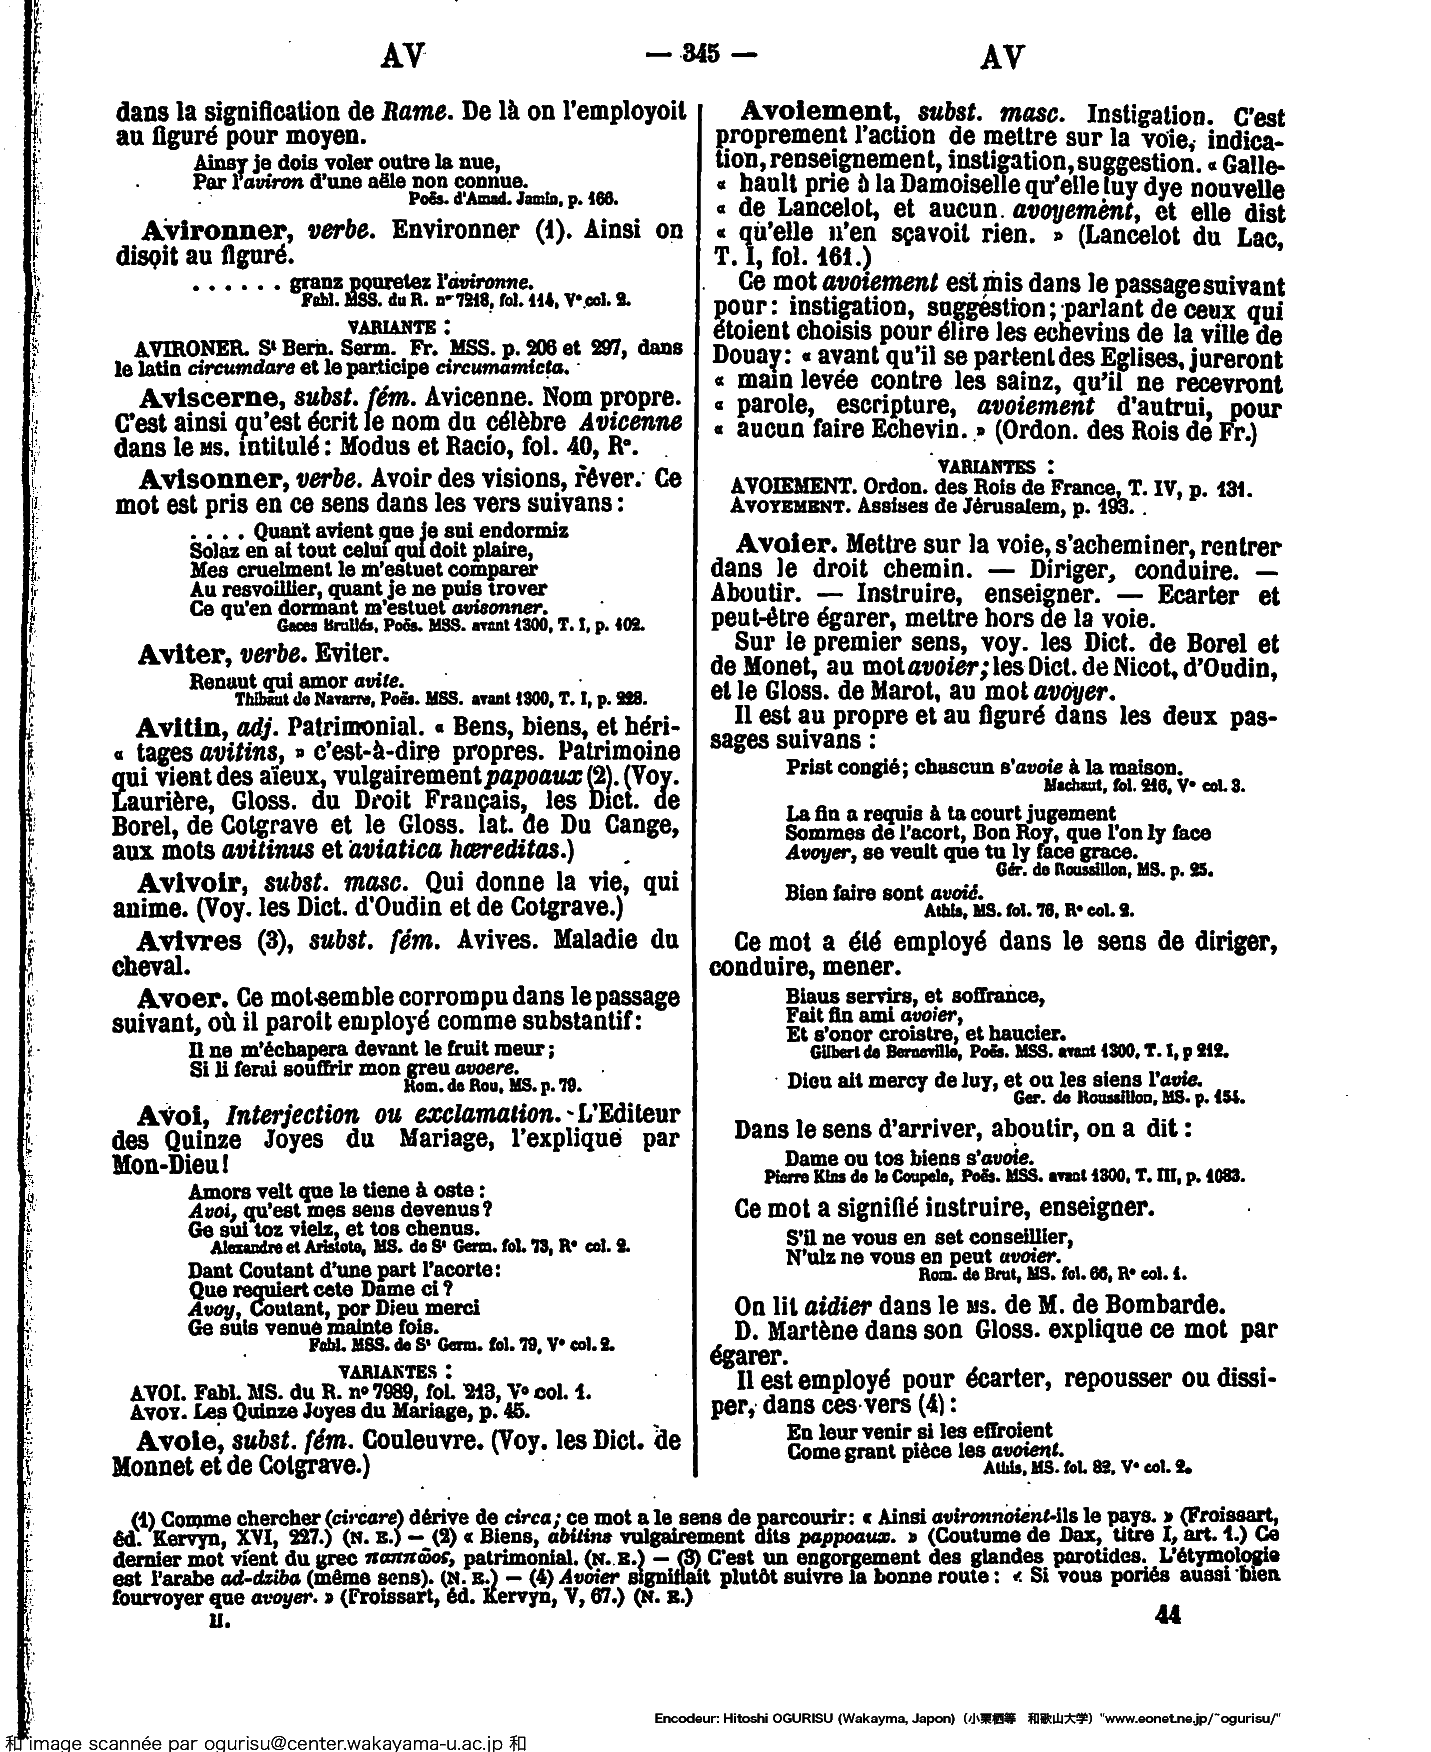 AV — 345 — AV
dans la signification de Rame. De là on l'employoit
au figuré pour moyen.
Ainsy je dois voler outre la nue,
Par l'aviron d'une aële non connue.
Poës. d'Amad. Jamin, p. 166.
Avironner, verbe. Environner (1). Ainsi on
disoit au figuré.
. . . . . . granz pouretez l'avironne.
Fabl. MSS. du R. nº 7218, fol. 114, Vº col. 2.
VARIANTE :
AVIRONER. St Bern. Serm. Fr. MSS. p. 206 et 297, dans
le latin circumdare et le participe circumamicta.
Aviscerne, subst. fém. Avicenne. Nom propre.
C'est ainsi qu'est écrit le nom du célèbre Avicenne
dans le MS. intitulé : Modus et Racio, fol. 40, Rº.
Avisonner, verbe. Avoir des visions, rêver. Ce
mot est pris en ce sens dans les vers suivans :
. . . . Quant avient que je sui endormiz
Solaz en ai tout celui qui doit plaire,
Mes cruelment le m'estuet comparer
Au resvoillier, quant je ne puis trover
Ce qu'en dormant m'estuet avisonner.
Gaces Brullés, Poës. MSS. avant 1300, T. I, p. 402.
Aviter, verbe. Eviter.
Renaut qui amor avite.
Thibaut de Navarre, Poës. MSS. avant 1300, T. I, p. 228.
Avitin, adj. Patrimonial. « Bens, biens, et héri-
« tages avitins, » c'est-à-dire propres. Patrimoine
qui vient des aïeux, vulgairement papoaux (2). (Voy.
Laurière, Gloss. du Droit Français, les Dict. de
Borel, de Cotgrave et le Gloss. lat. de Du Cange,
aux mots avitinus et aviatica hæreditas.)
Avivoir, subst. masc. Qui donne la vie, qui
anime. (Voy. les Dict. d'Oudin et de Cotgrave.)
Avivres (3), subst. fém. Avives. Maladie du
cheval.
Avoer. Ce mot semble corrompu dans le passage
suivant, où il paroit employé comme substantif :
Il ne m'échapera devant le fruit meur ;
Si li ferai souffrir mon greu avoere.
Rom. de Rou, MS. p. 79.
Avoi, Interjection ou exclamation. L'Editeur
des Quinze Joyes du Mariage, l'explique par
Mon-Dieu !
Amors velt que le tiene à oste :
Avoi, qu'est mes sens devenus ?
Ge sui toz vielz, et tos chenus.
Alexandre et Aristote, MS. de St Germ. fol. 73, Rº col. 2.
Dant Coutant d'une part l'acorte :
Que requiert cete Dame ci ?
Avoy, Coutant, por Dieu merci
Ge suis venue mainte fois.
Fabl. MSS. de St Germ. fol. 79, Vº col. 2.
VARIANTES :
AVOI. Fabl. MS. du R. nº 7989, fol. 213, Vº col. 1.
AVOY. Les Quinze Joyes du Mariage, p. 45.
Avoie, subst. fém. Couleuvre. (Voy. les Dict. de
Monnet et de Cotgrave.)
Avoiement, subst. masc. Instigation. C'est
proprement l'action de mettre sur la voie, indica-
tion, renseignement, instigation, suggestion. « Galle-
« hault prie à la Damoiselle qu'elle luy dye nouvelle
« de Lancelot, et aucun avoyement, et elle dist
« qu'elle n'en sçavoit rien. » (Lancelot du Lac,
T. I, fol. 161.)
Ce mot avoiement est mis dans le passage suivant
pour : instigation, suggestion ; parlant de ceux qui
étoient choisis pour élire les echevins de la ville de
Douay : « avant qu'il se partent des Eglises, jureront
« main levée contre les sainz, qu'il ne recevront
« parole, escripture, avoiement d'autrui, pour
« aucun faire Echevin. » (Ordon. des Rois de Fr.)
VARIANTES :
AVOIEMENT. Ordon. des Rois de France, T. IV, p. 131.
AVOYEMENT. Assises de Jérusalem, p. 193.
Avoier. Mettre sur la voie, s'acheminer, rentrer
dans le droit chemin. — Diriger, conduire. —
Aboutir. — Instruire, enseigner. — Ecarter et
peut-être égarer, mettre hors de la voie.
Sur le premier sens, voy. les Dict. de Borel et
de Monet, au mot avoier ; les Dict. de Nicot, d'Oudin,
et le Gloss. de Marot, au mot avoyer.
Il est au propre et au figuré dans les deux pas-
sages suivans :
Prist congié ; chascun s'avoie à la maison.
Machaut, fol. 216, Vº col. 3.
La fin a requis à ta court jugement
Sommes de l'acort, Bon Roy, que l'on ly face
Avoyer, se veult que tu ly face grace.
Gér. de Roussillon, MS. p. 25.
Bien faire sont avoié.
Athis, MS. fol. 76, Rº col. 2.
Ce mot a été employé dans le sens de diriger,
conduire, mener.
Biaus servirs, et soffrance,
Fait fin ami avoier,
Et s'onor croistre, et haucier.
Gilbert de Berneville, Poës. MSS. avant 1300, T. I, p 212.
Dieu ait mercy de luy, et ou les siens l'avie.
Ger. de Roussillon, MS. p. 154.
Dans le sens d'arriver, aboutir, on a dit :
Dame ou tos biens s'avoie.
Pierre Kins de le Coupele, Poës. MSS. avant 1300, T. III, p. 1083.
Ce mot a signifié instruire, enseigner.
S'il ne vous en set conseillier,
N'ulz ne vous en peut avoier.
Rom. de Brut, MS. fol. 66, Rº col. 1.
On lit aidier dans le MS. de M. de Bombarde.
D. Martène dans son Gloss. explique ce mot par
égarer.
Il est employé pour écarter, repousser ou dissi-
per, dans ces vers (4) :
En leur venir si les effroient
Come grant pièce les avoient.
Athis, MS. fol. 82, Vº col. 2.
(1) Comme chercher (circare) dérive de circa ; ce mot a le sens de parcourir : « Ainsi avironnoient-ils le pays. » (Froissart,
éd. Kervyn, XVI, 227.) (N. E.) — (2) « Biens, abitins vulgairement dits pappoaux. » (Coutume de Dax, titre I, art. 1.) Ce
dernier mot vient du grec παππῶος, patrimonial. (N. E.) — (3) C'est un engorgement des glandes parotides. L'étymologie
est l'arabe ad-dziba (même sens). (N. E.) — (4) Avoier signifiait plutôt suivre la bonne route : « Si vous poriés aussi bien
fourvoyer que avoyer. » (Froissart, éd. Kervyn, V, 67.) (N. E.)
II. 44
Encodeur: Hitoshi OGURISU (Wakayma, Japon) (小栗栖等 和歌山大学) "www.eonet.ne.jp/~ogurisu/"
和 image scannée par ogurisu@center.wakayama-u.ac.jp 和